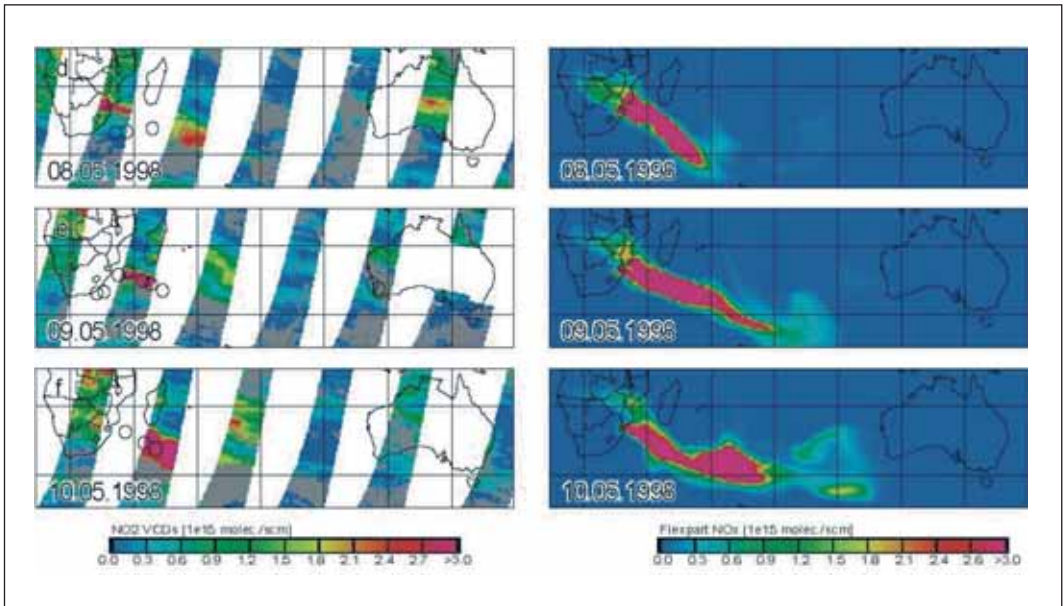 d
08.05.1998
08.05.1998
e
09.05.1998
09.05.1998
f
10.05.1998
10.05.1998
NO2 VCDs [1e15 molec./scm]
0.0 0.3 0.6 0.9 1.2 1.5 1.8 2.1 2.4 2.7 >3.0
Flexpart NOx [1e15 molec./scm]
0.0 0.3 0.6 0.9 1.2 1.5 1.8 2.1 2.4 2.6 >3.0